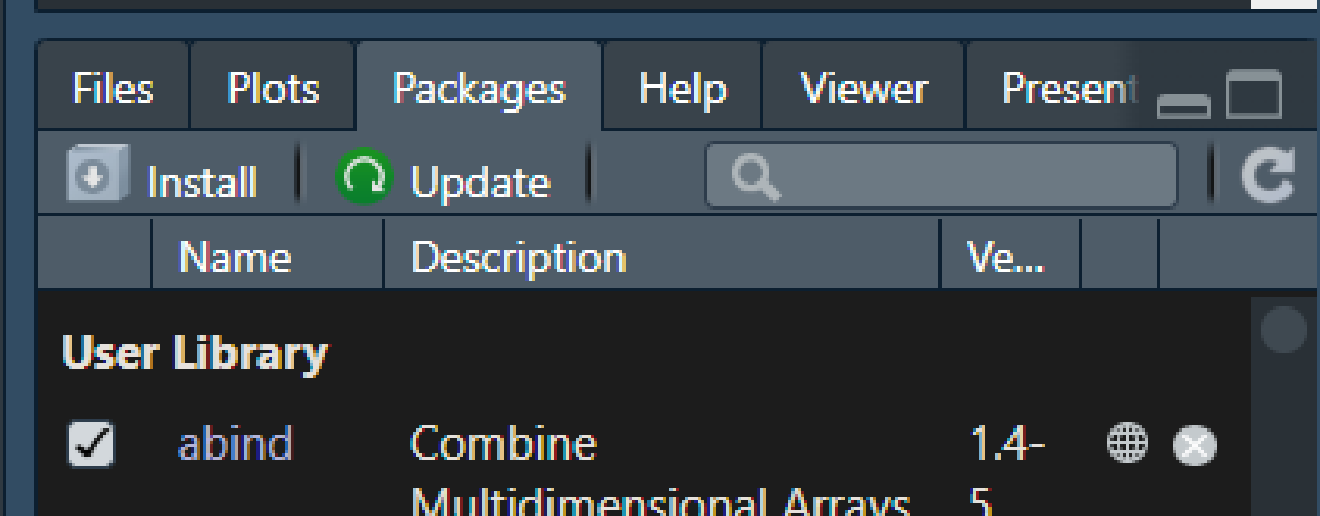 Files Plots Packages Help Viewer Present
Install Update
Name Description Ve...
User Library
abind Combine 1.4-
Multidimensional Arrays 5